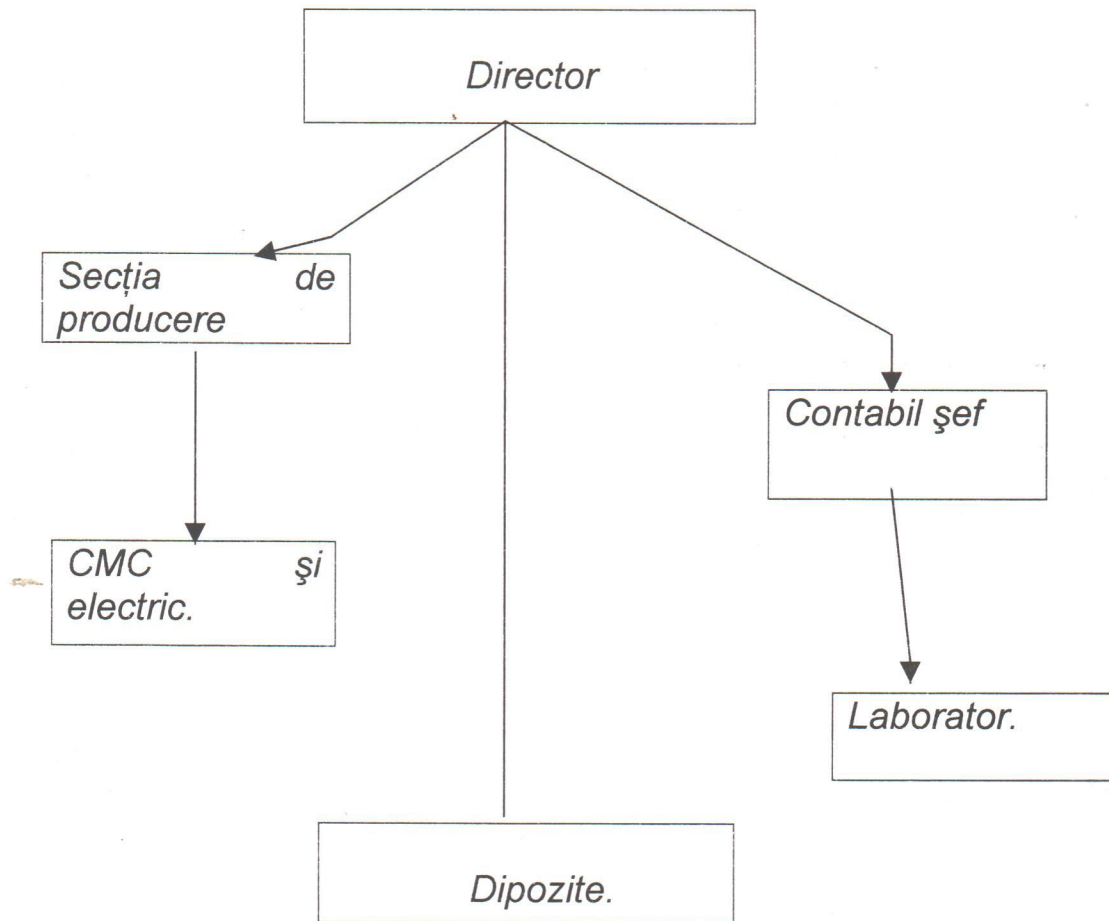 Director
Secția de
producere
Contabil şef
CMC şi
electric.
Laborator.
Dipozite.